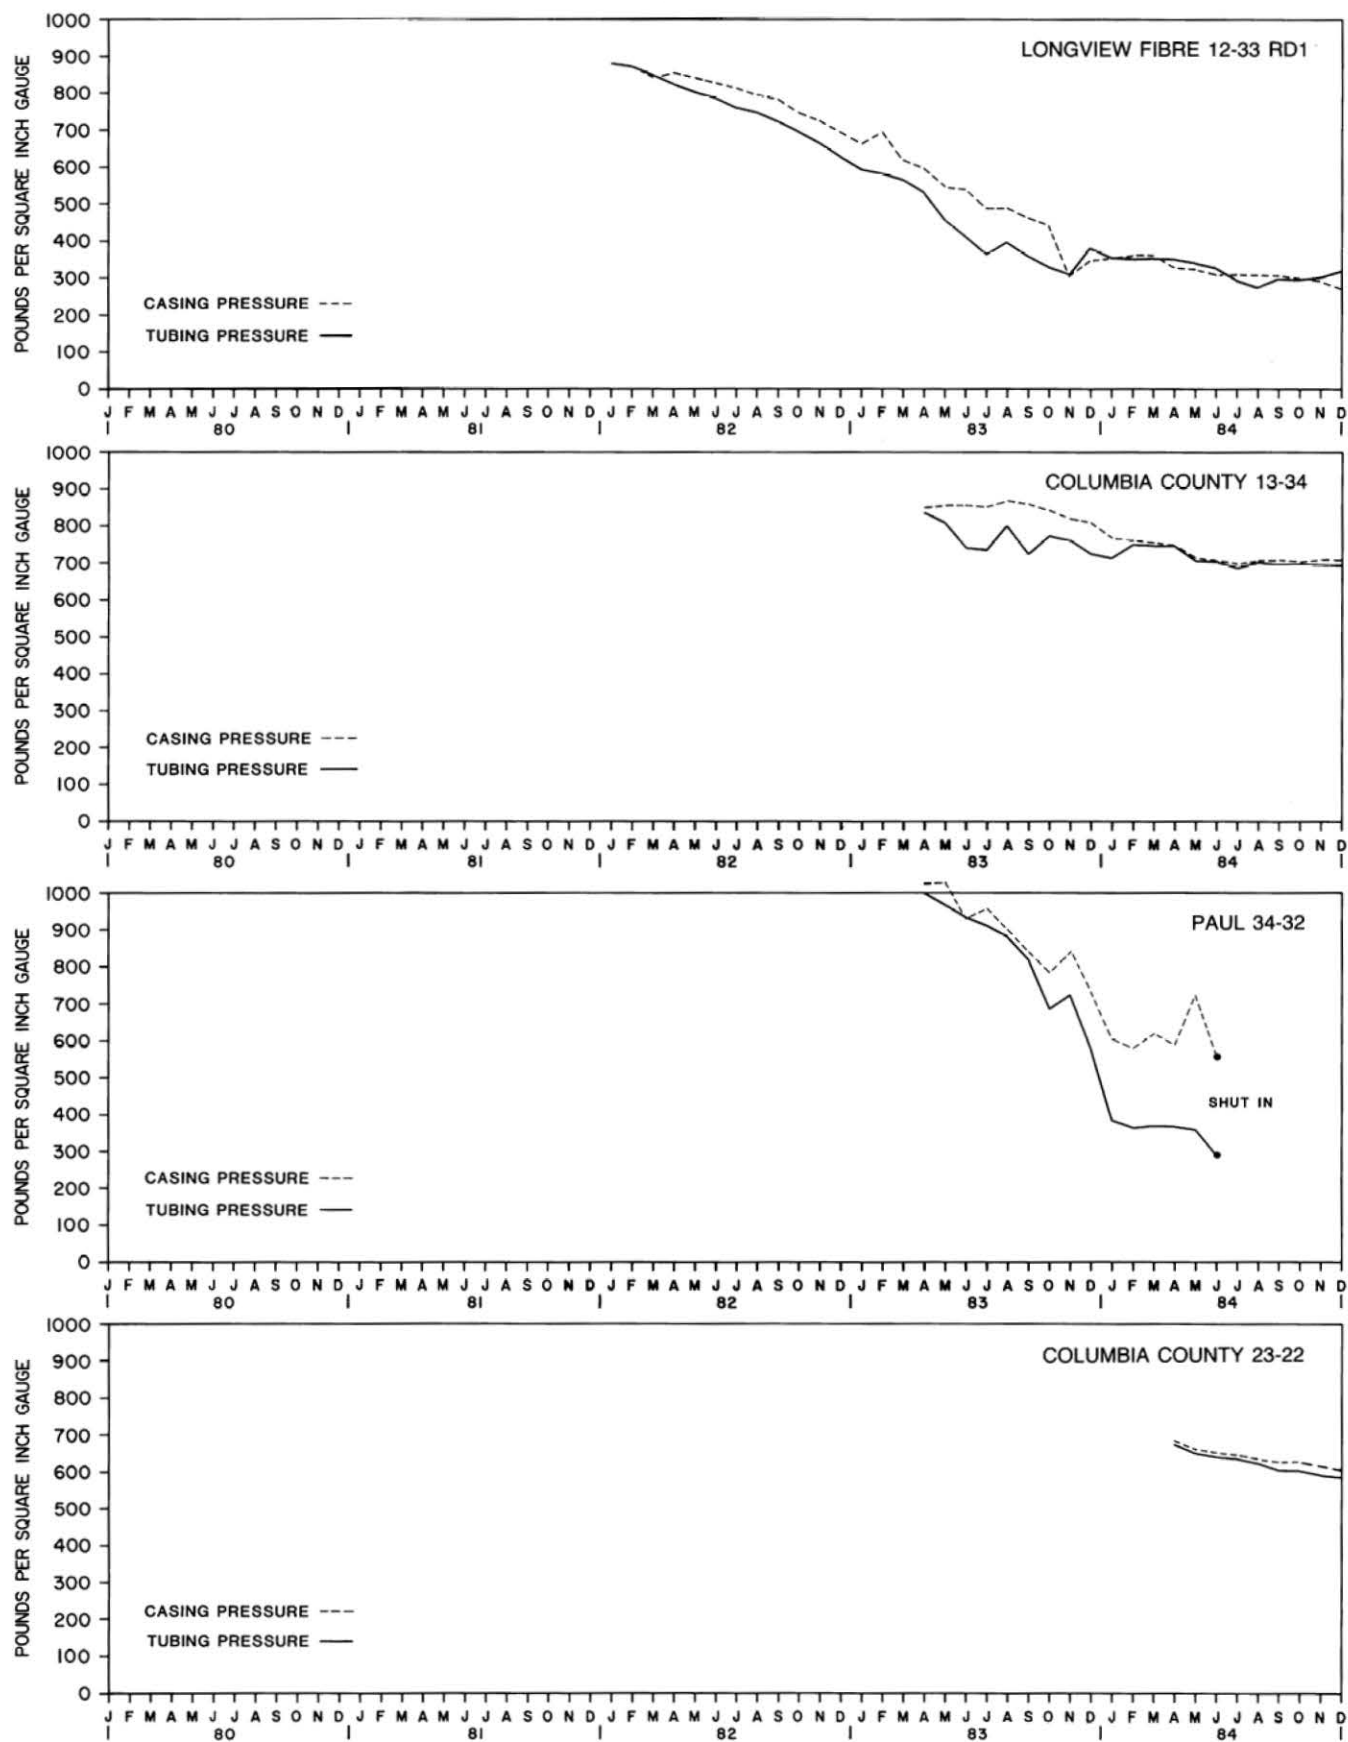 POUNDS PER SQUARE INCH GAUGE
LONGVIEW FIBRE 12-33 RD1
1000
900
800
700
600
500
400
300
200
100
0
CASING PRESSURE
TUBING PRESSURE
J F M A M J J A S O N D J F M A M J J A S O N D J F M A M J J A S O N D J F M A M J J A S O N D J F M A M J J A S O N D
80 81 82 83 84
POUNDS PER SQUARE INCH GAUGE
COLUMBIA COUNTY 13-34
1000
900
800
700
600
500
400
300
200
100
0
CASING PRESSURE
TUBING PRESSURE
J F M A M J J A S O N D J F M A M J J A S O N D J F M A M J J A S O N D J F M A M J J A S O N D J F M A M J J A S O N D
80 81 82 83 84
POUNDS PER SQUARE INCH GAUGE
PAUL 34-32
1000
900
800
700
600
500
400
300
200
100
0
SHUT IN
CASING PRESSURE
TUBING PRESSURE
J F M A M J J A S O N D J F M A M J J A S O N D J F M A M J J A S O N D J F M A M J J A S O N D J F M A M J J A S O N D
80 81 82 83 84
POUNDS PER SQUARE INCH GAUGE
COLUMBIA COUNTY 23-22
1000
900
800
700
600
500
400
300
200
100
0
CASING PRESSURE
TUBING PRESSURE
J F M A M J J A S O N D J F M A M J J A S O N D J F M A M J J A S O N D J F M A M J J A S O N D J F M A M J J A S O N D
80 81 82 83 84